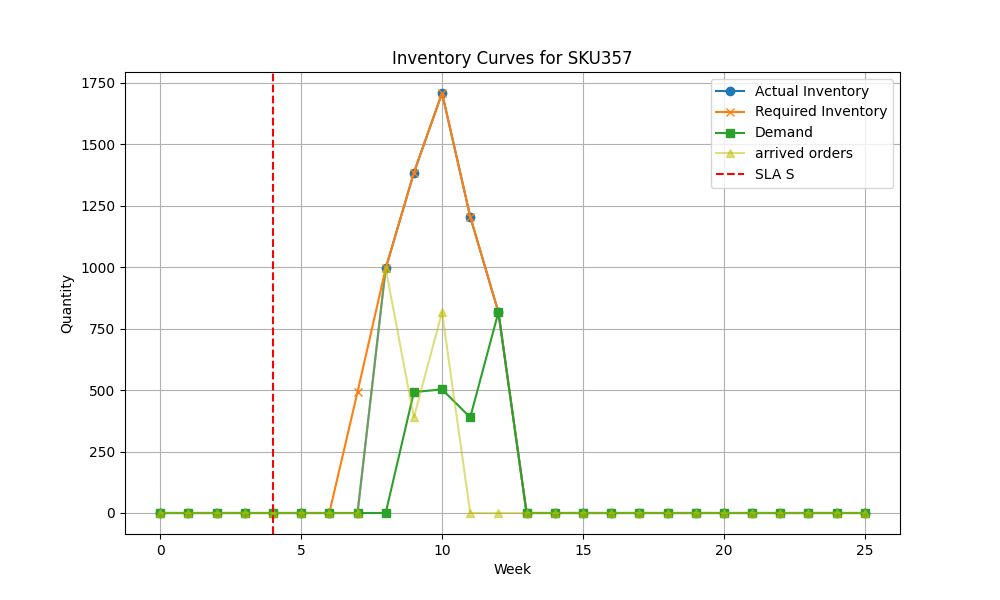 Inventory Curves for SKU357
1750
1500
1250
1000
750
500
250
0
Quantity
Actual Inventory
Required Inventory
Demand
arrived orders
SLA S
0
5
10
15
20
25
Week